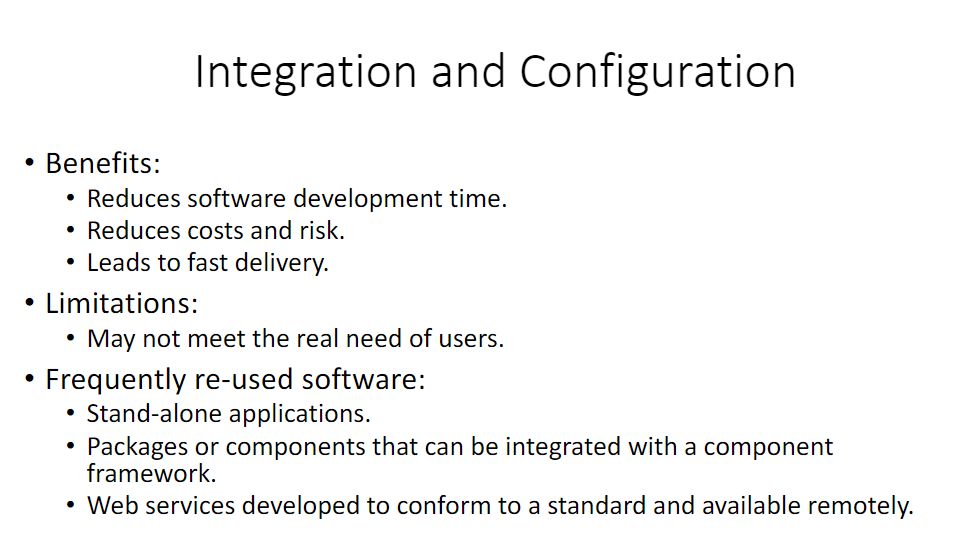 Integration and Configuration
• Benefits:
• Reduces software development time.
• Reduces costs and risk.
• Leads to fast delivery.
• Limitations:
• May not meet the real need of users.
• Frequently re-used software:
• Stand-alone applications.
• Packages or components that can be integrated with a component
framework.
• Web services developed to conform to a standard and available remotely.